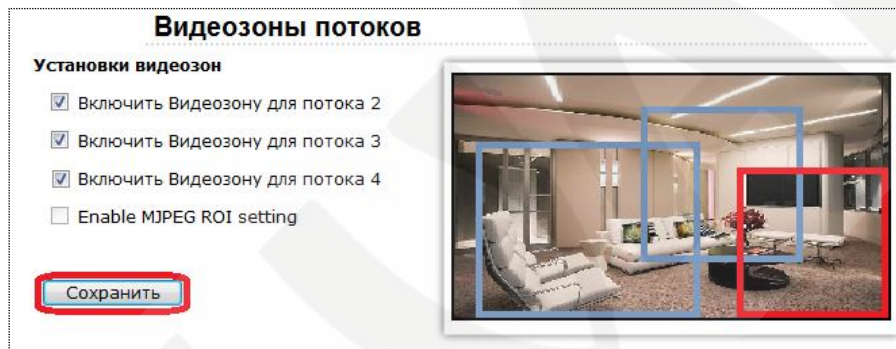 Видеозоны потоков
Установки видеозон
Включить Видеозону для потока 2
Включить Видеозону для потока 3
Включить Видеозону для потока 4
Enable MJPEG ROI setting
Сохранить